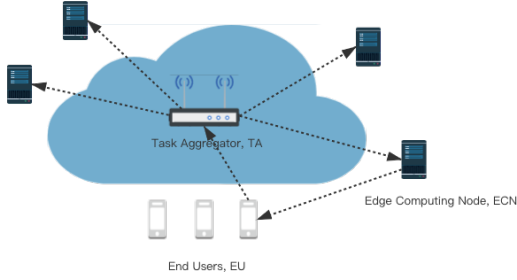 Task Aggregator, TA
Edge Computing Node, ECN
End Users, EU